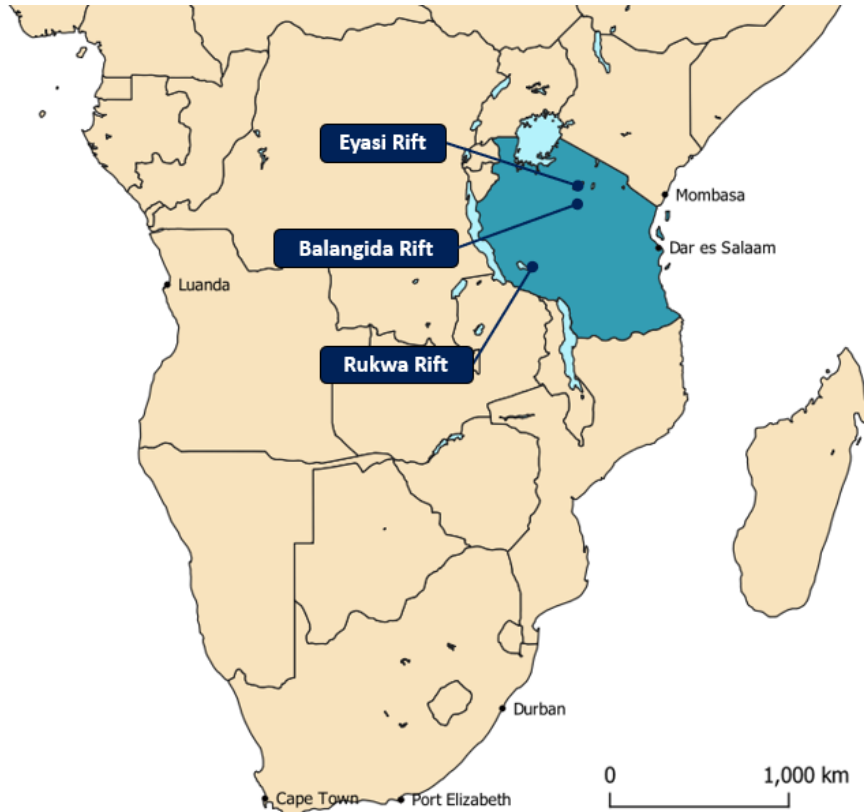 Eyasi Rift
Mombasa
Balangida Rift
Dar es Salaam
Luanda
Rukwa Rift
Durban
0
1,000 km
Cape Town
Port Elizabeth